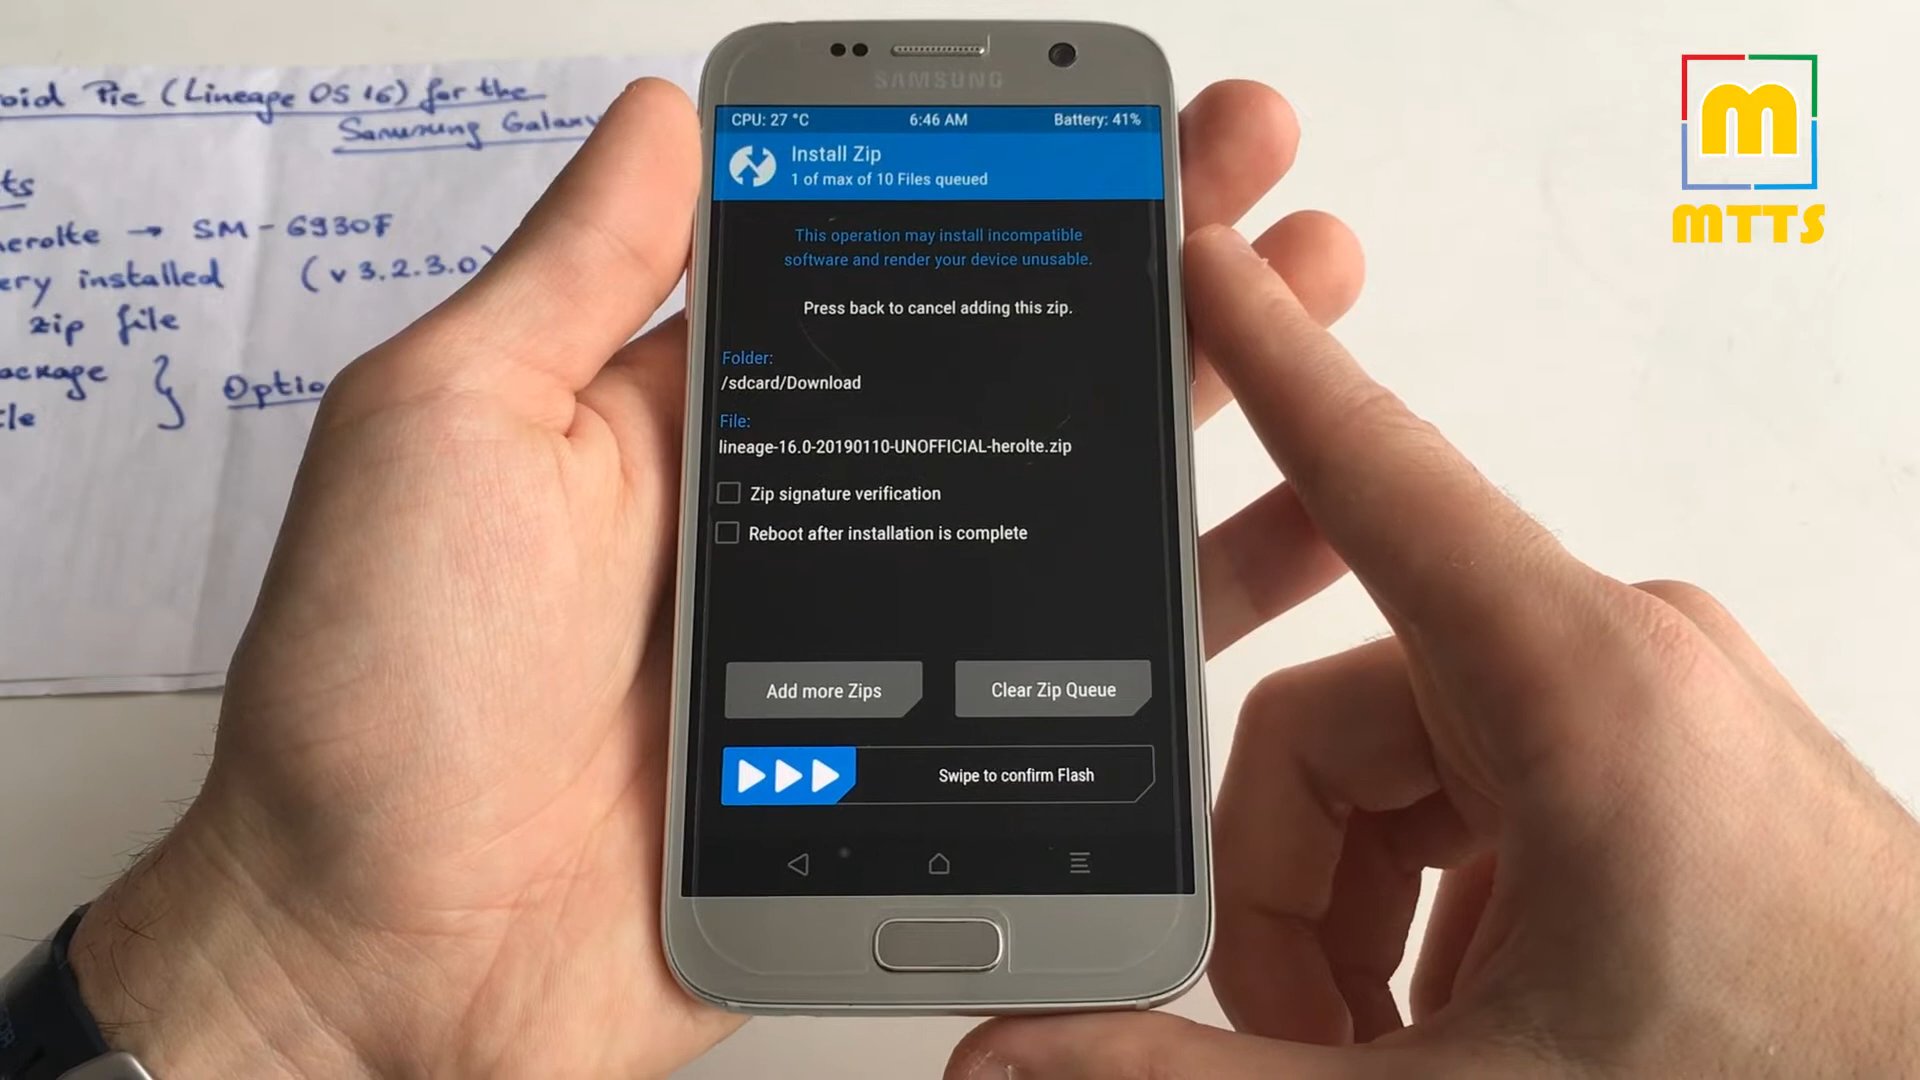 oid Pie (Lineage OS 16) for the
Samsung Galaxy
ts
herolte → SM-G930F
ery installed (v 3.2.3.0)
zip file
ackage } Optio
tle
SAMSUNG
CPU: 27 °C 6:46 AM Battery: 41%
Install Zip
1 of max of 10 Files queued
This operation may install incompatible
software and render your device unusable.
Press back to cancel adding this zip.
Folder:
/sdcard/Download
File:
lineage-16.0-20190110-UNOFFICIAL-herolte.zip
Zip signature verification
Reboot after installation is complete
Add more Zips Clear Zip Queue
Swipe to confirm Flash
m
MTTS